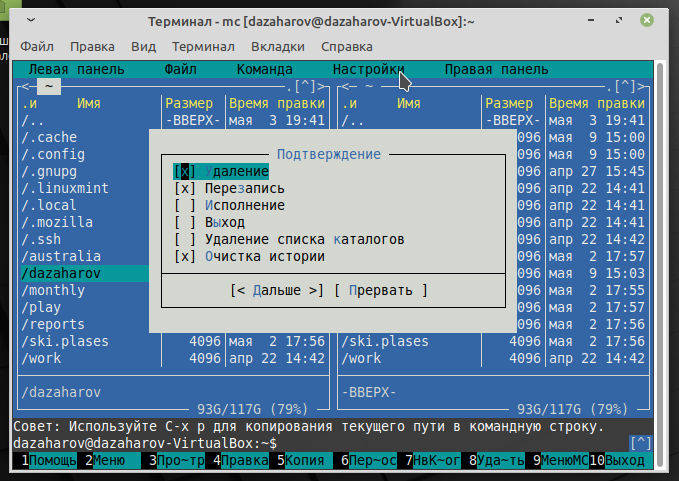 Терминал - mc [dazaharov@dazaharov-VirtualBox]:~
Файл Правка Вид Терминал Вкладки Справка
Левая панель Файл Команда Настройки Правая панель
<─ ~ .[^]> <─ ~ .[^]>
.и Имя Размер Время правки .и Имя Размер Время правки
/.. -ВВЕРХ- мая 3 19:41 /.. -ВВЕРХ- мая 3 19:41
/.cache 4096 мая 9 15:00
/.config 4096 мая 9 15:00
/.gnupg 4096 апр 27 15:45
/.linuxmint 4096 апр 22 14:41
/.local 4096 апр 22 14:41
/.mozilla 4096 апр 22 14:42
/.ssh 4096 апр 22 14:42
/australia 4096 мая 2 17:57
/dazaharov 4096 мая 9 15:03
/monthly 4096 мая 2 17:55
/play 4096 мая 2 17:57
/reports 4096 мая 2 17:56
/ski.plases 4096 мая 2 17:56 /ski.plases 4096 мая 2 17:56
/work 4096 апр 22 14:42 /work 4096 апр 22 14:42
Подтверждение
[x] Удаление
[x] Перезапись
[ ] Исполнение
[ ] Выход
[ ] Удаление списка каталогов
[x] Очистка истории
[< Дальше >] [ Прервать ]
/dazaharov -ВВЕРХ-
93G/117G (79%) 93G/117G (79%)
Совет: Используйте C-x p для копирования текущего пути в командную строку.
dazaharov@dazaharov-VirtualBox:~$ [^]
1Помощь 2Меню 3Про~тр 4Правка 5Копия 6Пер~ос 7НвК~ог 8Уда~ть 9МенюMC 10Выход